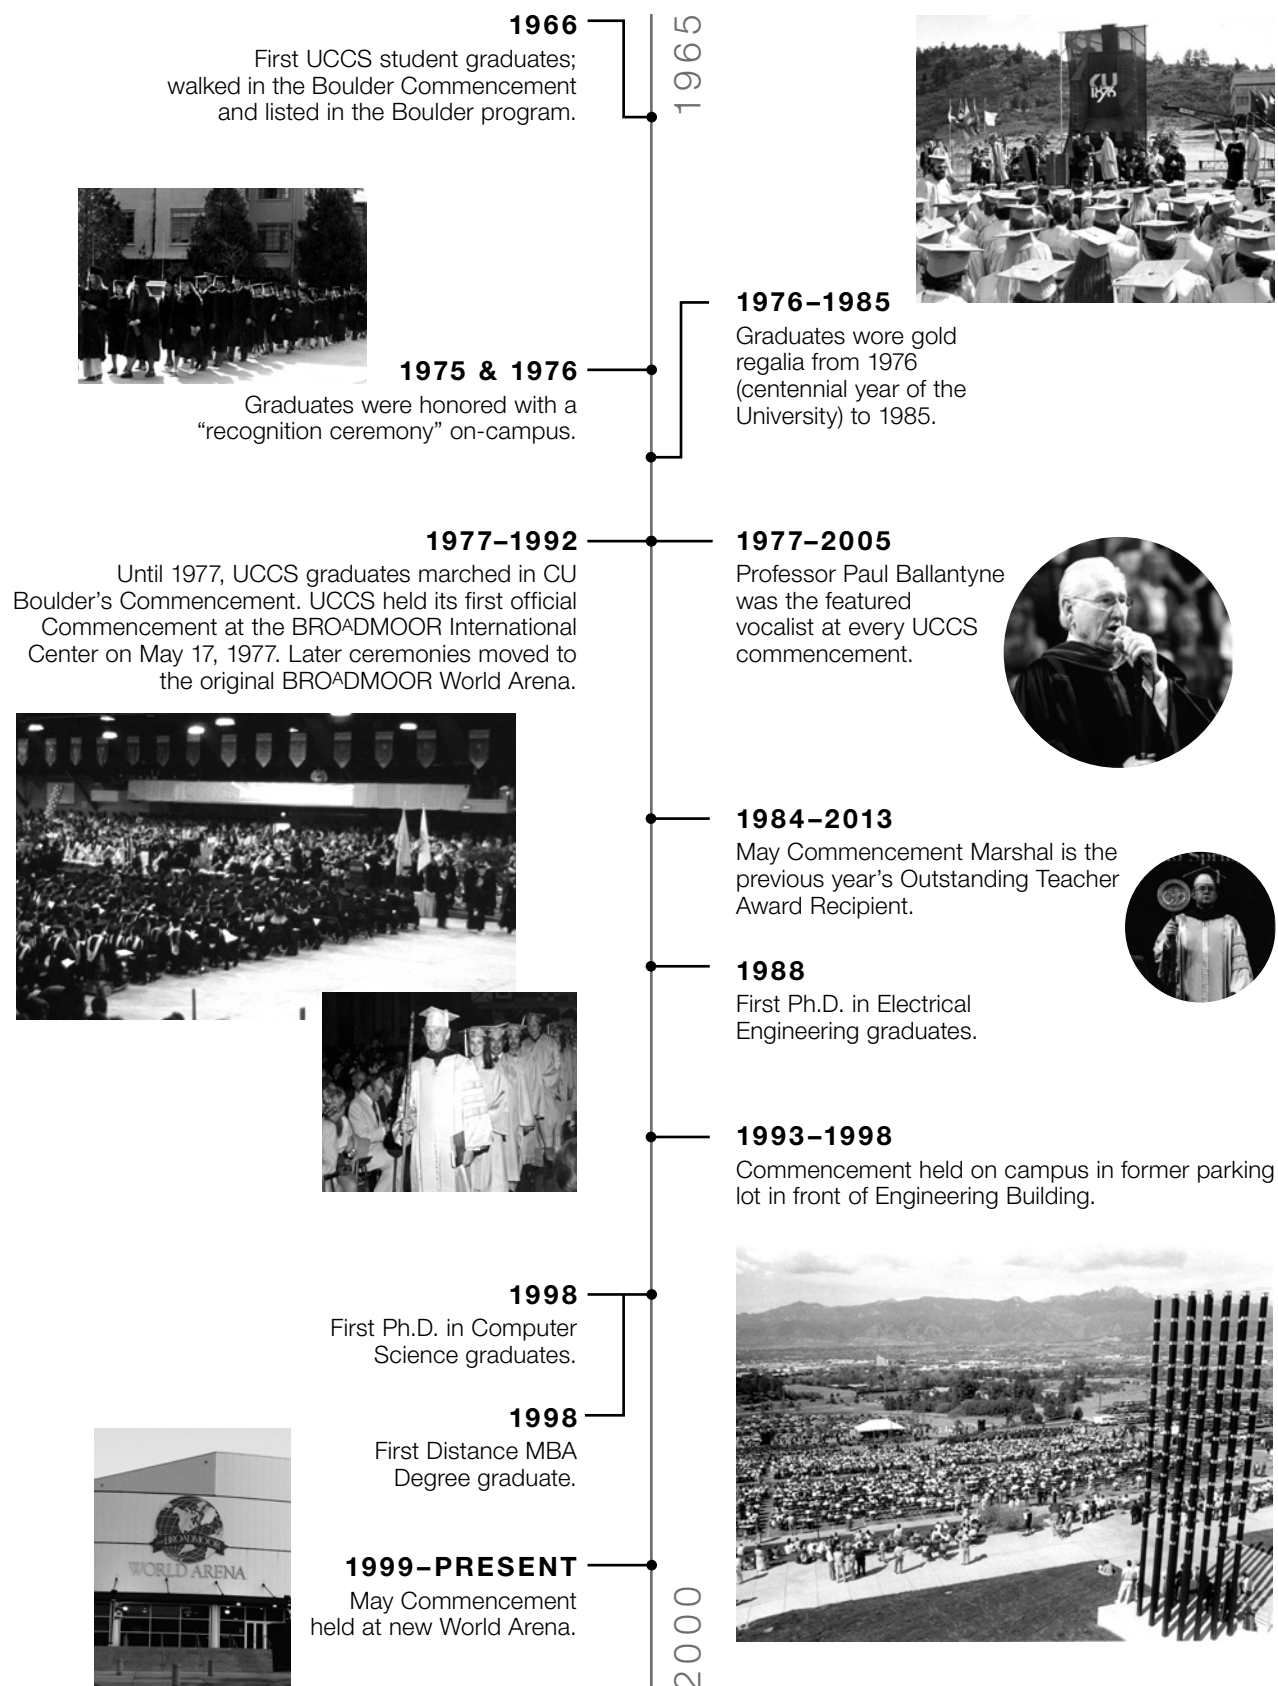 1965
1966
First UCCS student graduates;
walked in the Boulder Commencement
and listed in the Boulder program.
CU
1876
1976–1985
Graduates wore gold
regalia from 1976
(centennial year of the
University) to 1985.
1975 & 1976
Graduates were honored with a
“recognition ceremony” on-campus.
1977–1992
Until 1977, UCCS graduates marched in CU
Boulder’s Commencement. UCCS held its first official
Commencement at the BROADMOOR International
Center on May 17, 1977. Later ceremonies moved to
the original BROADMOOR World Arena.
1977–2005
Professor Paul Ballantyne
was the featured
vocalist at every UCCS
commencement.
1984–2013
May Commencement Marshal is the
previous year’s Outstanding Teacher
Award Recipient.
1988
First Ph.D. in Electrical
Engineering graduates.
1993–1998
Commencement held on campus in former parking
lot in front of Engineering Building.
1998
First Ph.D. in Computer
Science graduates.
1998
First Distance MBA
Degree graduate.
BROADMOOR
WORLD ARENA
1999–PRESENT
May Commencement
held at new World Arena.
2000